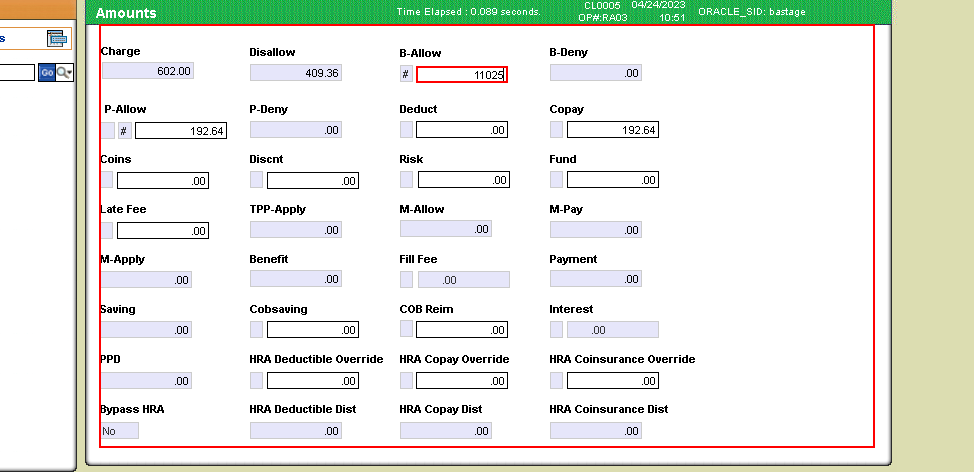 Amounts Time Elapsed : 0.089 seconds. CL0005 04/24/2023 ORACLE_SID: bastage
OP#:RA03 10:51
s
Go
Charge Disallow B-Allow B-Deny
602.00 409.36 # 11025 .00
P-Allow P-Deny Deduct Copay
# 192.64 .00 .00 192.64
Coins Discnt Risk Fund
.00 .00 .00 .00
Late Fee TPP-Apply M-Allow M-Pay
.00 .00 .00 .00
M-Apply Benefit Fill Fee Payment
.00 .00 .00 .00
Saving Cobsaving COB Reim Interest
.00 .00 .00 .00
PPD HRA Deductible Override HRA Copay Override HRA Coinsurance Override
.00 .00 .00 .00
Bypass HRA HRA Deductible Dist HRA Copay Dist HRA Coinsurance Dist
No .00 .00 .00